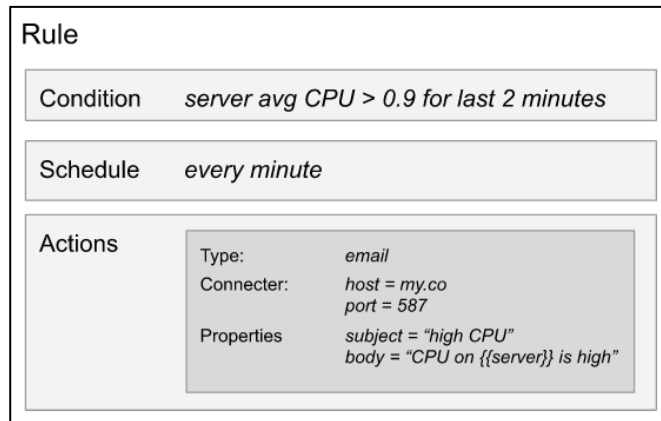 Rule
Condition server avg CPU > 0.9 for last 2 minutes
Schedule every minute
Actions
Type: email
Connecter: host = my.co
port = 587
Properties subject = “high CPU”
body = “CPU on {{server}} is high”